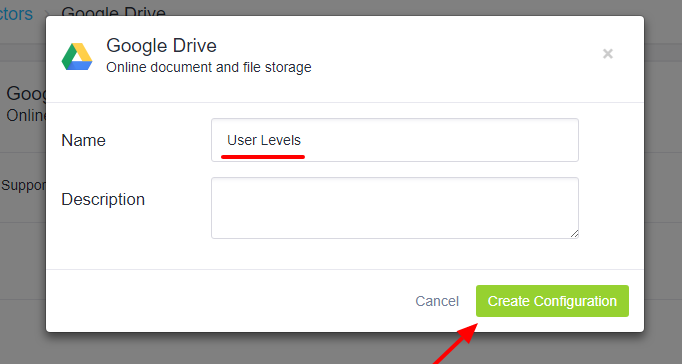 ctors > Google Drive
Google Drive
Online document and file storage
×
Goog
Online
Name
User Levels
Suppor
Description
Cancel
Create Configuration